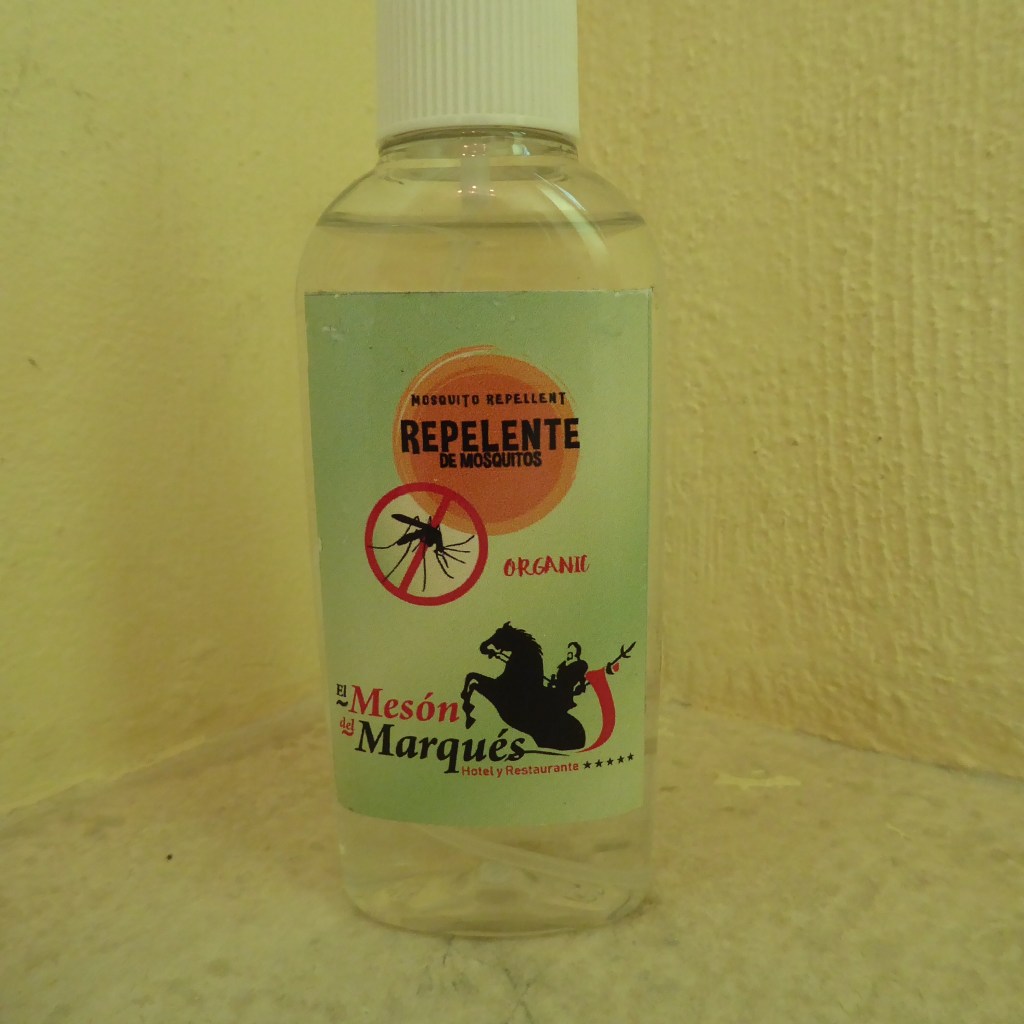 MOSQUITO REPELLENT
REPELENTE
DE MOSQUITOS
ORGANIC
El Mesón
del Marqués
Hotel y Restaurante ★★★★★